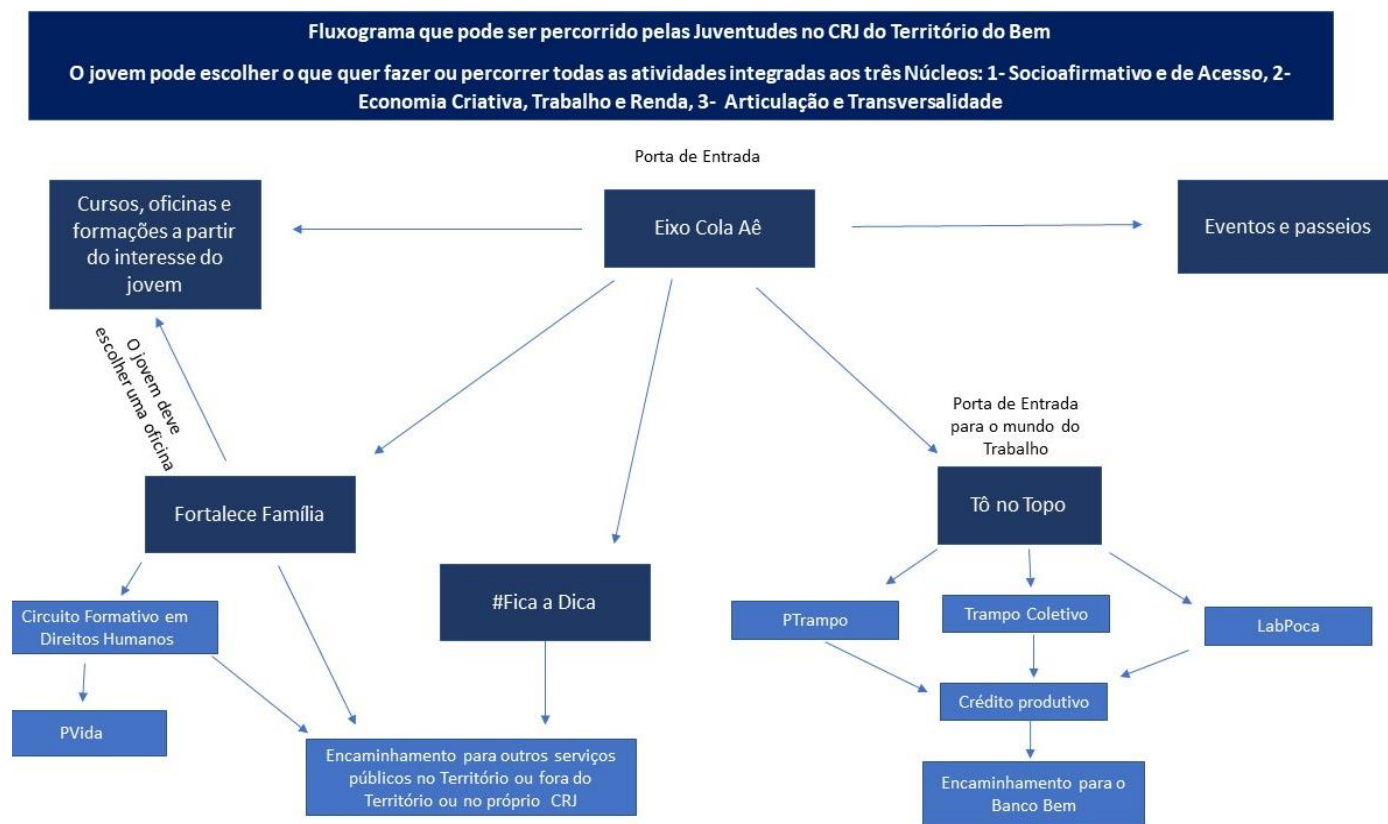 Fluxograma que pode ser percorrido pelas Juventudes no CRJ do Território do Bem
O jovem pode escolher o que quer fazer ou percorrer todas as atividades integradas aos três Núcleos: 1- Socioafirmativo e de Acesso, 2-
Economia Criativa, Trabalho e Renda, 3- Articulação e Transversalidade
Porta de Entrada
Cursos, oficinas e
formações a partir
do interesse do
jovem
Eixo Cola Aê
Eventos e passeios
O jovem deve
escolher uma oficina
Porta de Entrada
para o mundo do
Trabalho
Fortalece Família
Tô no Topo
#Fica a Dica
Circuito Formativo em
Direitos Humanos
PTrampo
Trampo Coletivo
LabPoca
PVida
Crédito produtivo
Encaminhamento para outros serviços
públicos no Território ou fora do
Território ou no próprio CRJ
Encaminhamento para o
Banco Bem